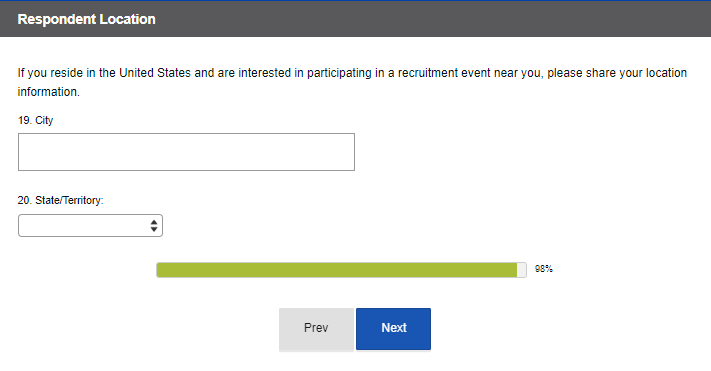 Respondent Location
If you reside in the United States and are interested in participating in a recruitment event near you, please share your location
information.
19. City
20. State/Territory:
98%
Prev
Next